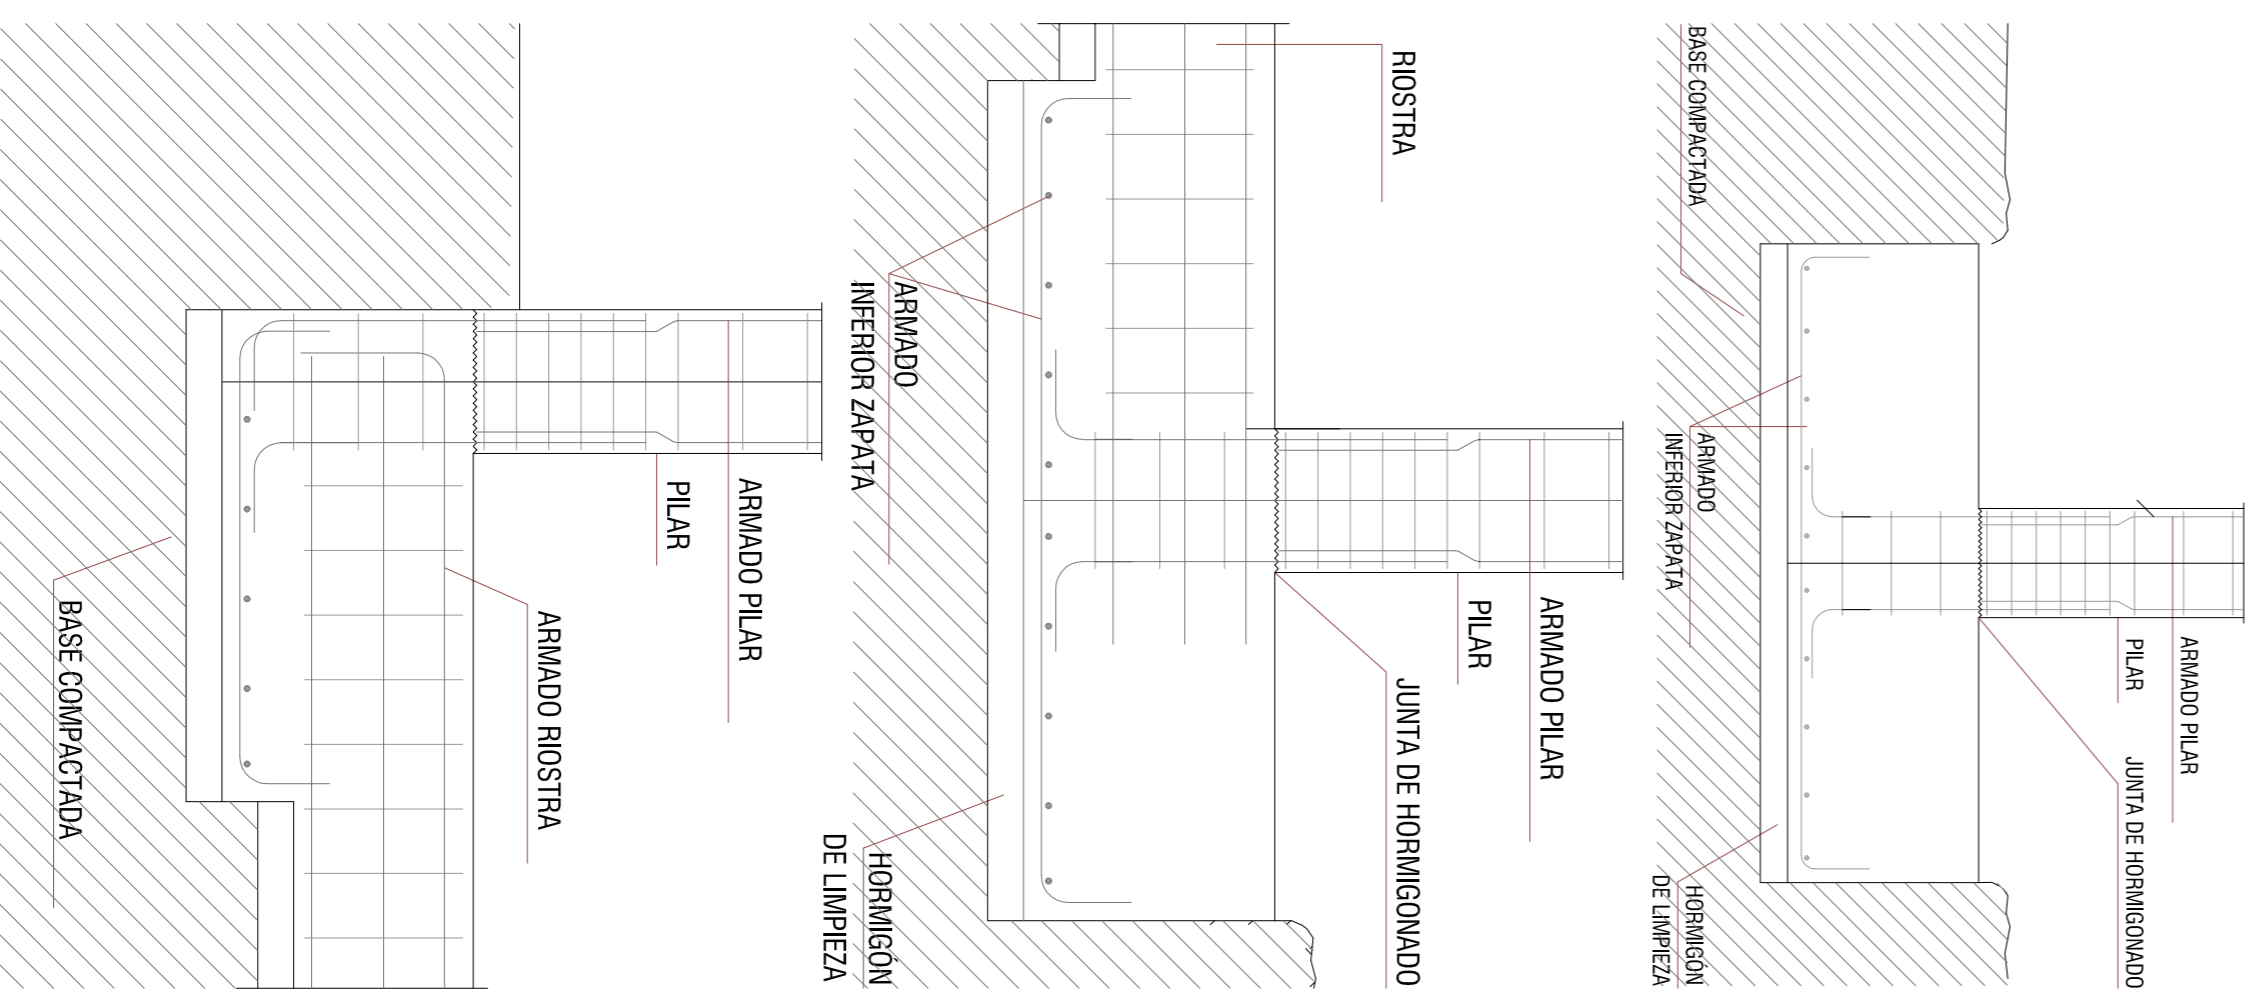 BASE COMPACTADA
ARMADO RIOSTRA
PILAR
ARMADO PILAR
RIOSTRA
ARMADO
INFERIOR ZAPATA
ARMADO PILAR
PILAR
JUNTA DE HORMIGONADO
HORMIGÓN
DE LIMPIEZA
BASE COMPACTADA
ARMADO
INFERIOR ZAPATA
ARMADO PILAR
PILAR
JUNTA DE HORMIGONADO
HORMIGÓN
DE LIMPIEZA